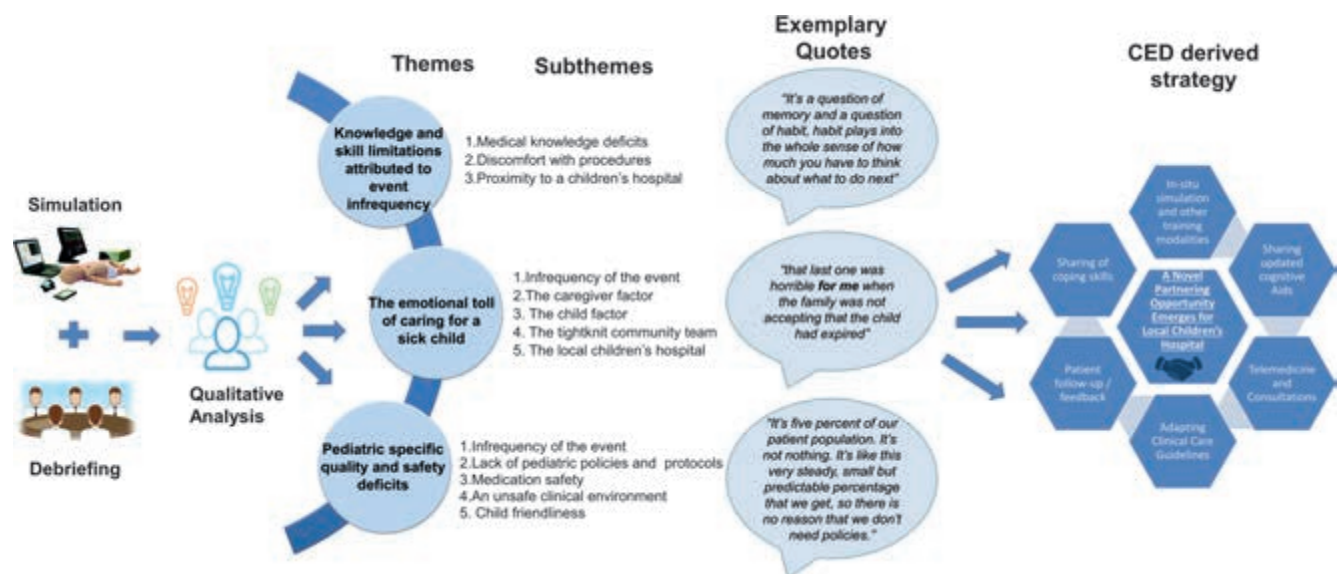 Simulation
Debriefing
Qualitative
Analysis
Themes
Knowledge and
skill limitations
attributed to
event
infrequency
The emotional toll
of caring for a
sick child
Pediatric specific
quality and safety
deficits
Subthemes
1.Medical knowledge deficits
2.Discomfort with procedures
3.Proximity to a children's hospital
1.Infrequency of the event
2.The caregiver factor
3. The child factor
4. The tightknit community team
5. The local children's hospital
1.Infrequency of the event
2.Lack of pediatric policies and protocols
3.Medication safety
4.An unsafe clinical environment
5. Child friendliness
Exemplary
Quotes
"It's a question of
memory and a question
of habit, habit plays into
the whole sense of how
much you have to think
about what to do next"
"that last one was
horrible for me when
the family was not
accepting that the child
had expired"
"It's five percent of our
patient population. It's
not nothing. It's like this
very steady, small but
predictable percentage
that we get, so there is
no reason that we don't
need policies."
CED derived
strategy
In-situ
simulation
and other
training
modalities
Sharing of
coping skills
Sharing
updated
cognitive
Aids
A Novel
Partnering
Opportunity
Emerges for
Local Children's
Hospital
Patient
follow-up /
feedback
Telemedicine
and
Consultations
Adapting
Clinical Care
Guidelines